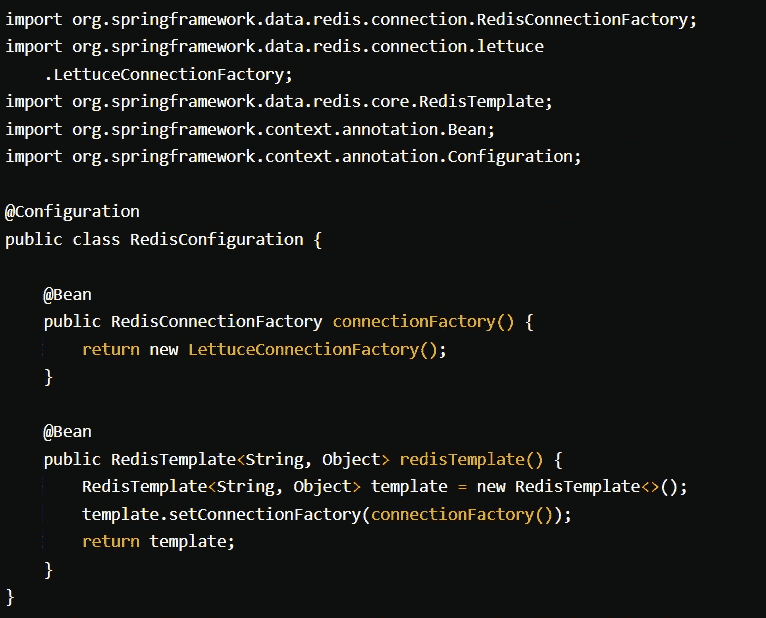 import org.springframework.data.redis.connection.RedisConnectionFactory;
import org.springframework.data.redis.connection.lettuce
    .LettuceConnectionFactory;
import org.springframework.data.redis.core.RedisTemplate;
import org.springframework.context.annotation.Bean;
import org.springframework.context.annotation.Configuration;

@Configuration
public class RedisConfiguration {

    @Bean
    public RedisConnectionFactory connectionFactory() {
        return new LettuceConnectionFactory();
    }

    @Bean
    public RedisTemplate<String, Object> redisTemplate() {
        RedisTemplate<String, Object> template = new RedisTemplate<>();
        template.setConnectionFactory(connectionFactory());
        return template;
    }
}